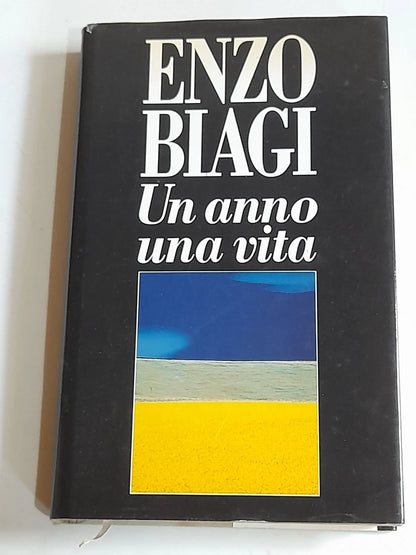 ENZO
BIAGI
Un anno
una vita